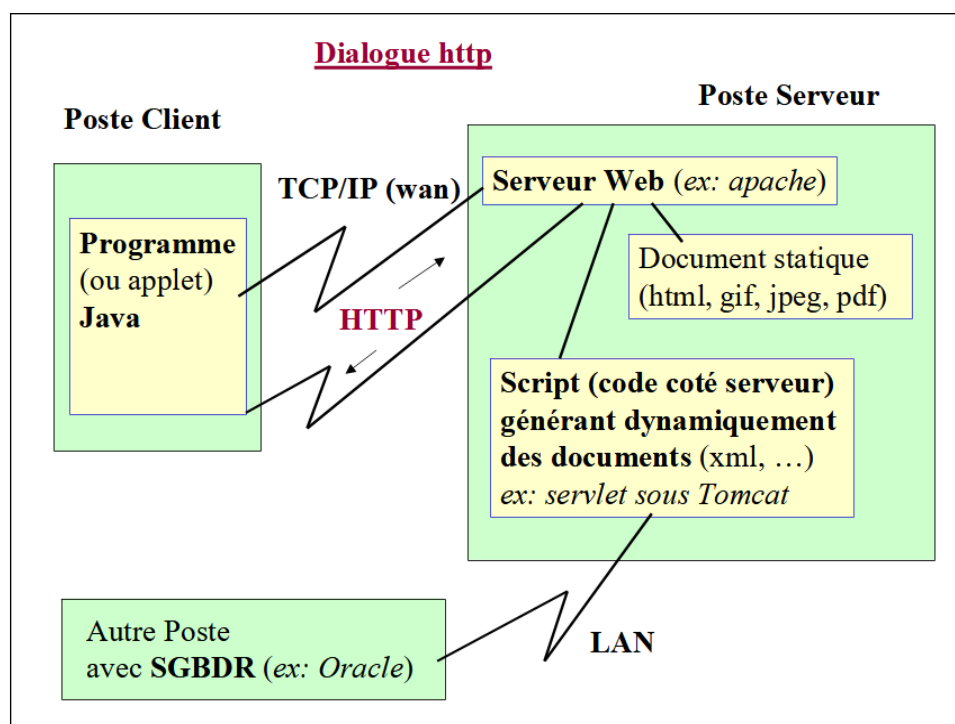 Dialogue http
Poste Serveur
Poste Client
TCP/IP (wan)
Serveur Web (ex: apache)
Programme
(ou applet)
Java
Document statique
(html, gif, jpeg, pdf)
HTTP
Script (code coté serveur)
générant dynamiquement
des documents (xml, …)
ex: servlet sous Tomcat
Autre Poste
avec SGBDR (ex: Oracle)
LAN